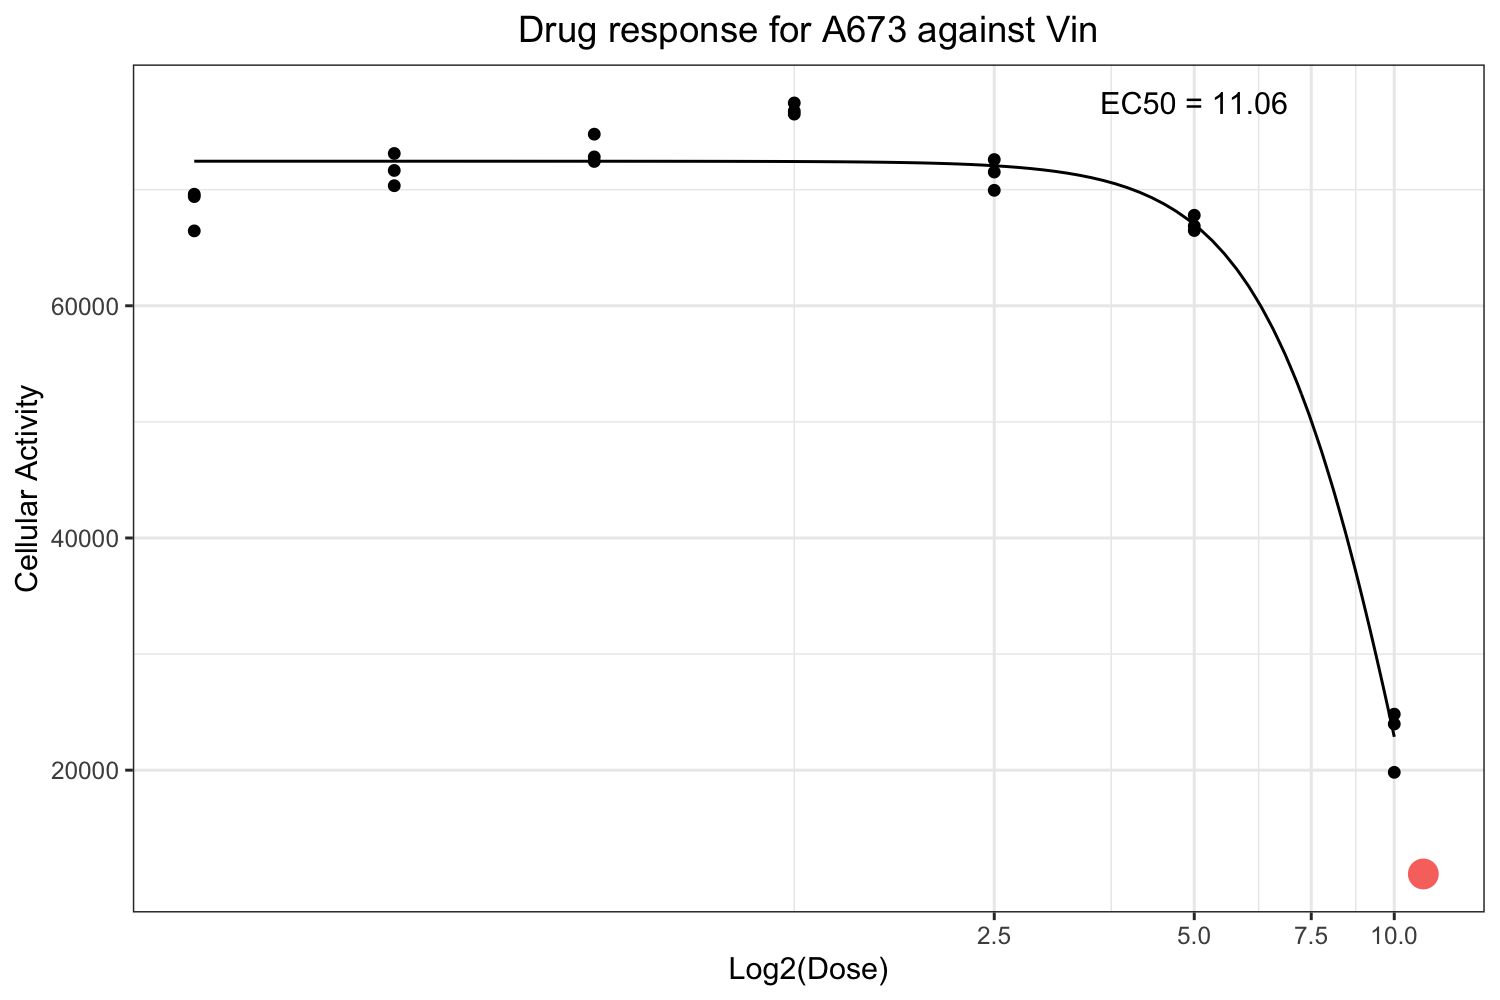 Drug response for A673 against Vin
EC50 = 11.06
60000
40000
20000
Cellular Activity
2.5
5.0
7.5
10.0
Log2(Dose)